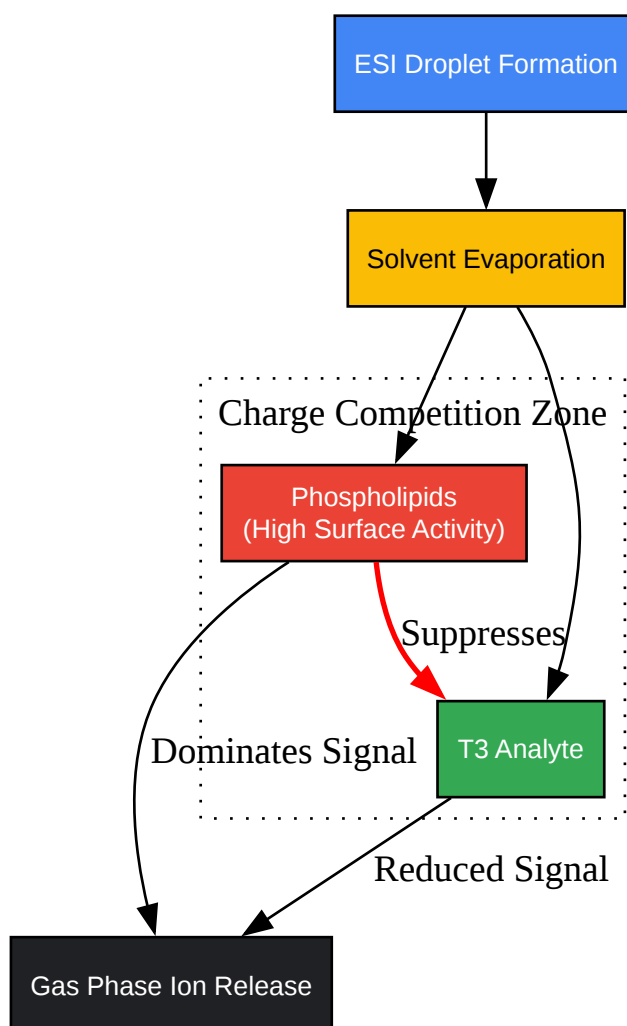 ESI Droplet Formation
Solvent Evaporation
Charge Competition Zone
Phospholipids
(High Surface Activity)
Suppresses
T3 Analyte
Dominates Signal
Reduced Signal
Gas Phase Ion Release